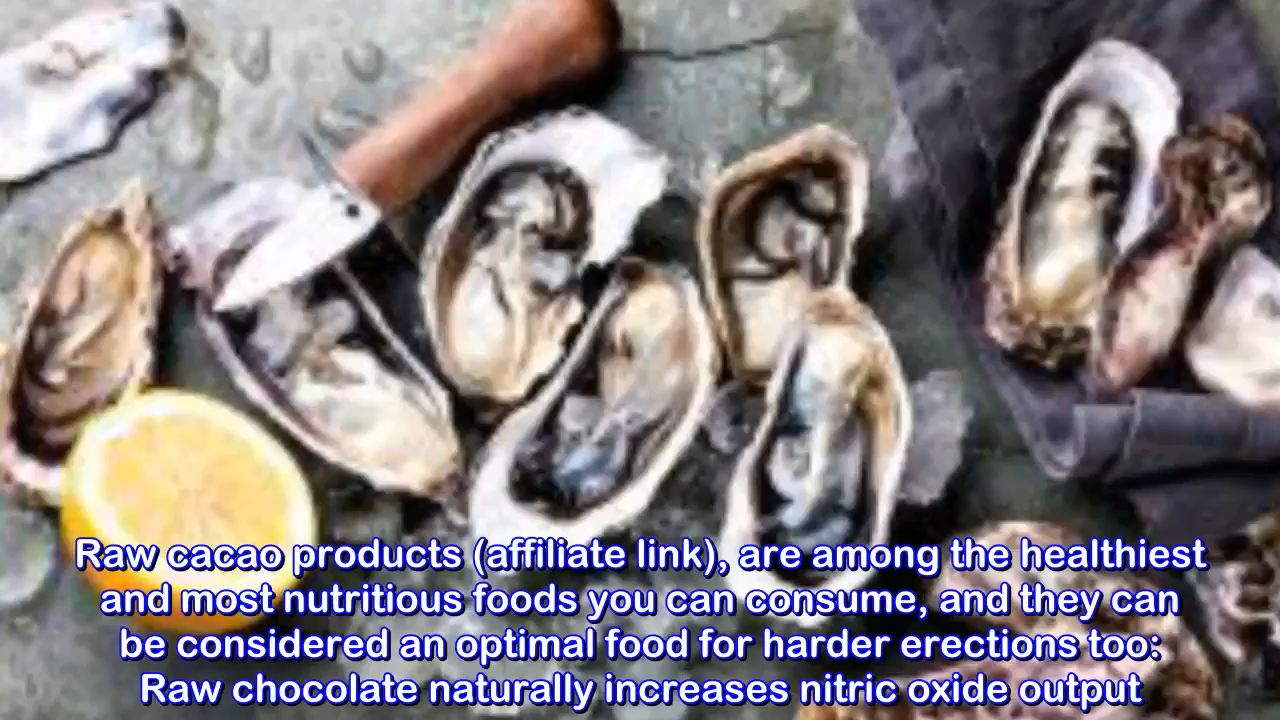 Raw cacao products (affiliate link), are among the healthiest
and most nutritious foods you can consume, and they can
be considered an optimal food for harder erections too:
Raw chocolate naturally increases nitric oxide output